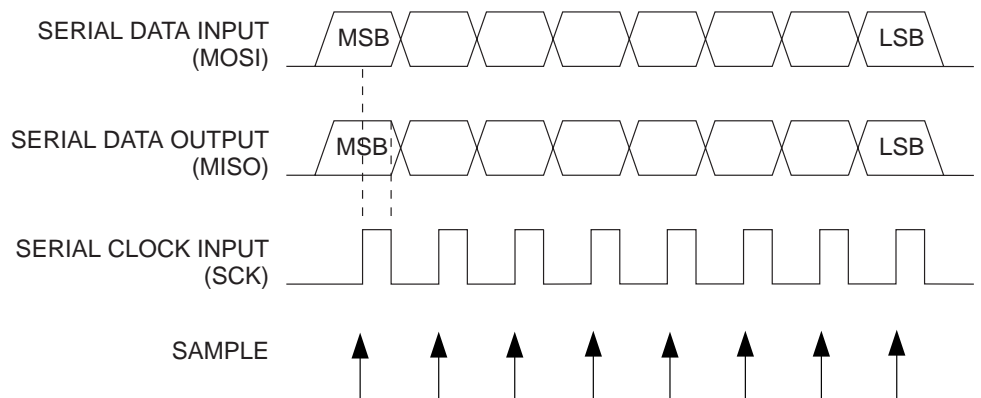 SERIAL DATA INPUT
(MOSI)
MSB
LSB
SERIAL DATA OUTPUT
(MISO)
MSB
LSB
SERIAL CLOCK INPUT
(SCK)
SAMPLE